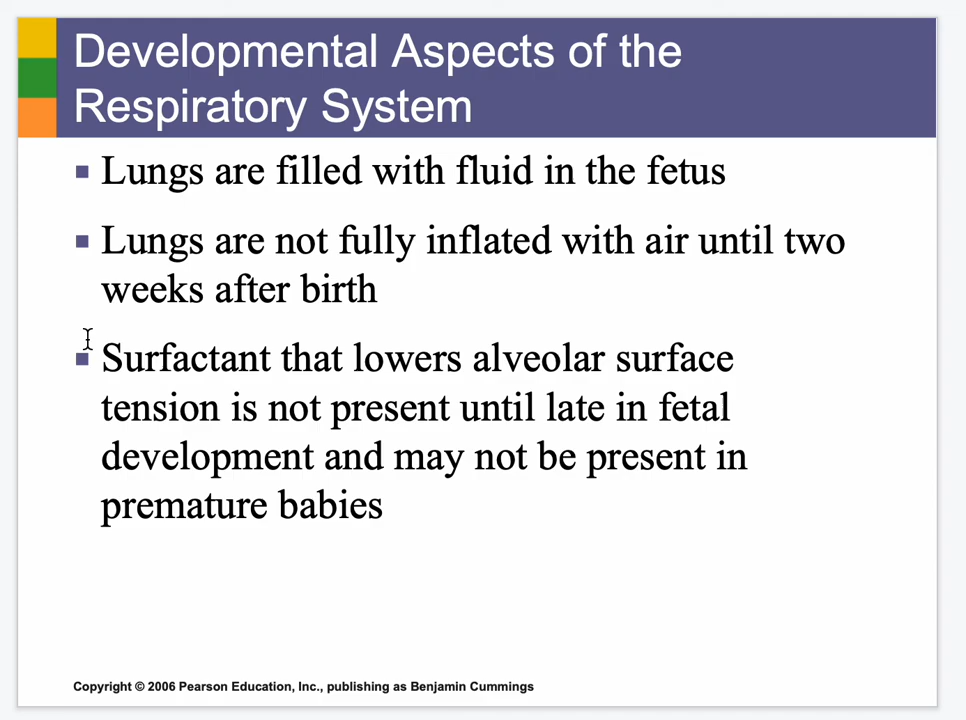 Developmental Aspects of the
Respiratory System
Lungs are filled with fluid in the fetus
Lungs are not fully inflated with air until two
weeks after birth
Surfactant that lowers alveolar surface
tension is not present until late in fetal
development and may not be present in
premature babies
Copyright © 2006 Pearson Education, Inc., publishing as Benjamin Cummings